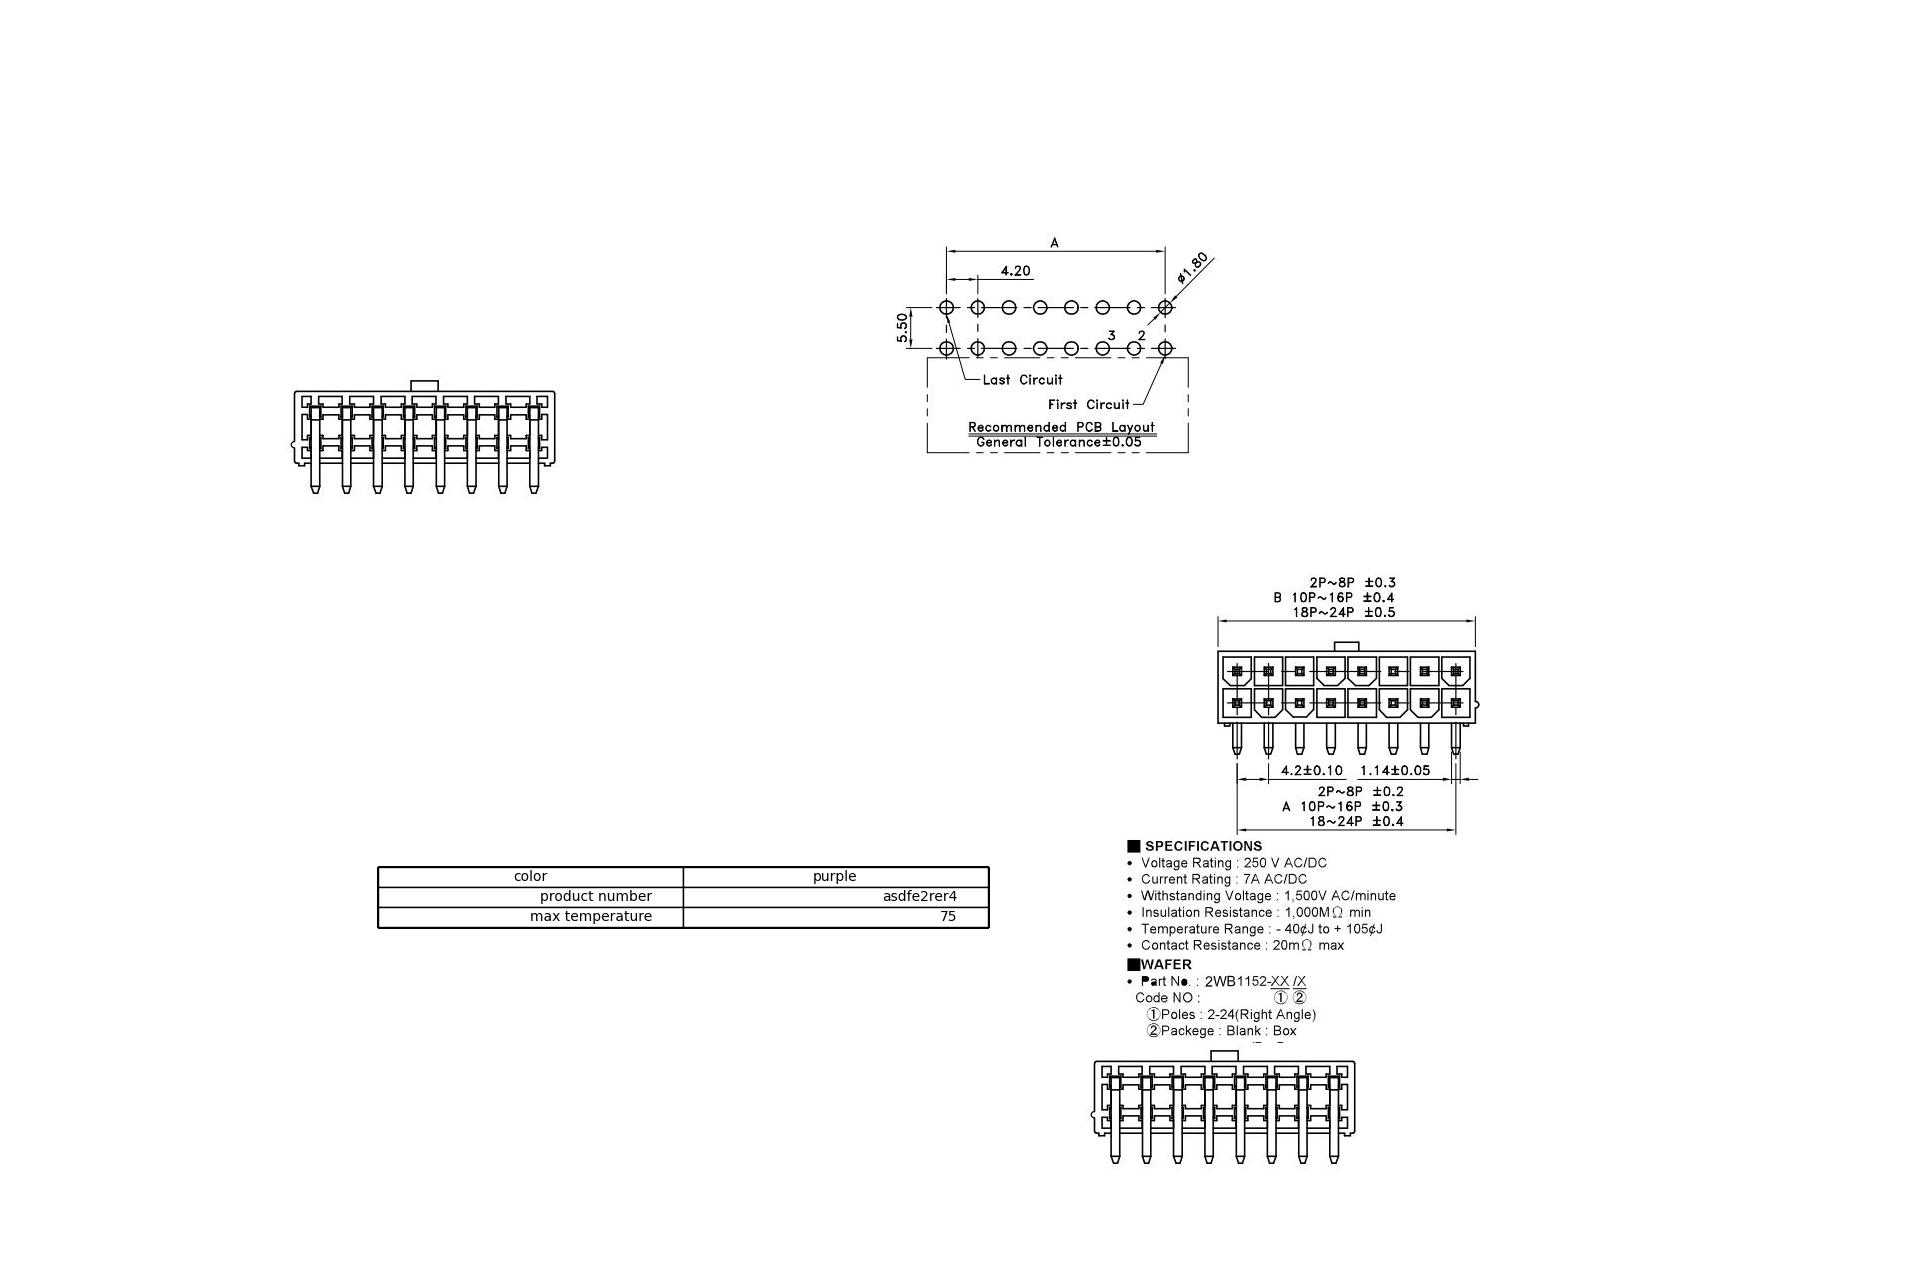 A
4.20
ø1.80
5.50
3 2
Last Circuit
First Circuit
Recommended PCB Layout
General Tolerance±0.05
2P~8P ±0.3
B 10P~16P ±0.4
18P~24P ±0.5
4.2±0.10 1.14±0.05
2P~8P ±0.2
A 10P~16P ±0.3
18~24P ±0.4
color purple
product number asdfe2rer4
max temperature 75
■ SPECIFICATIONS
• Voltage Rating : 250 V AC/DC
• Current Rating : 7A AC/DC
• Withstanding Voltage : 1,500V AC/minute
• Insulation Resistance : 1,000MΩ min
• Temperature Range : - 40¢J to + 105¢J
• Contact Resistance : 20mΩ max
■WAFER
• Part No. : 2WB1152-XX /X
Code NO : ① ②
①Poles : 2-24(Right Angle)
②Packege : Blank : Box